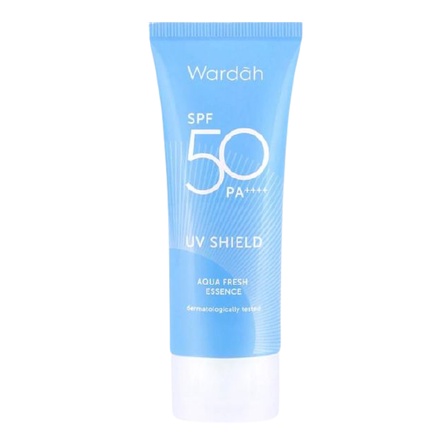 Wardah
SPF
50
PA++++
UV SHIELD
AQUA FRESH
ESSENCE
dermatologically tested